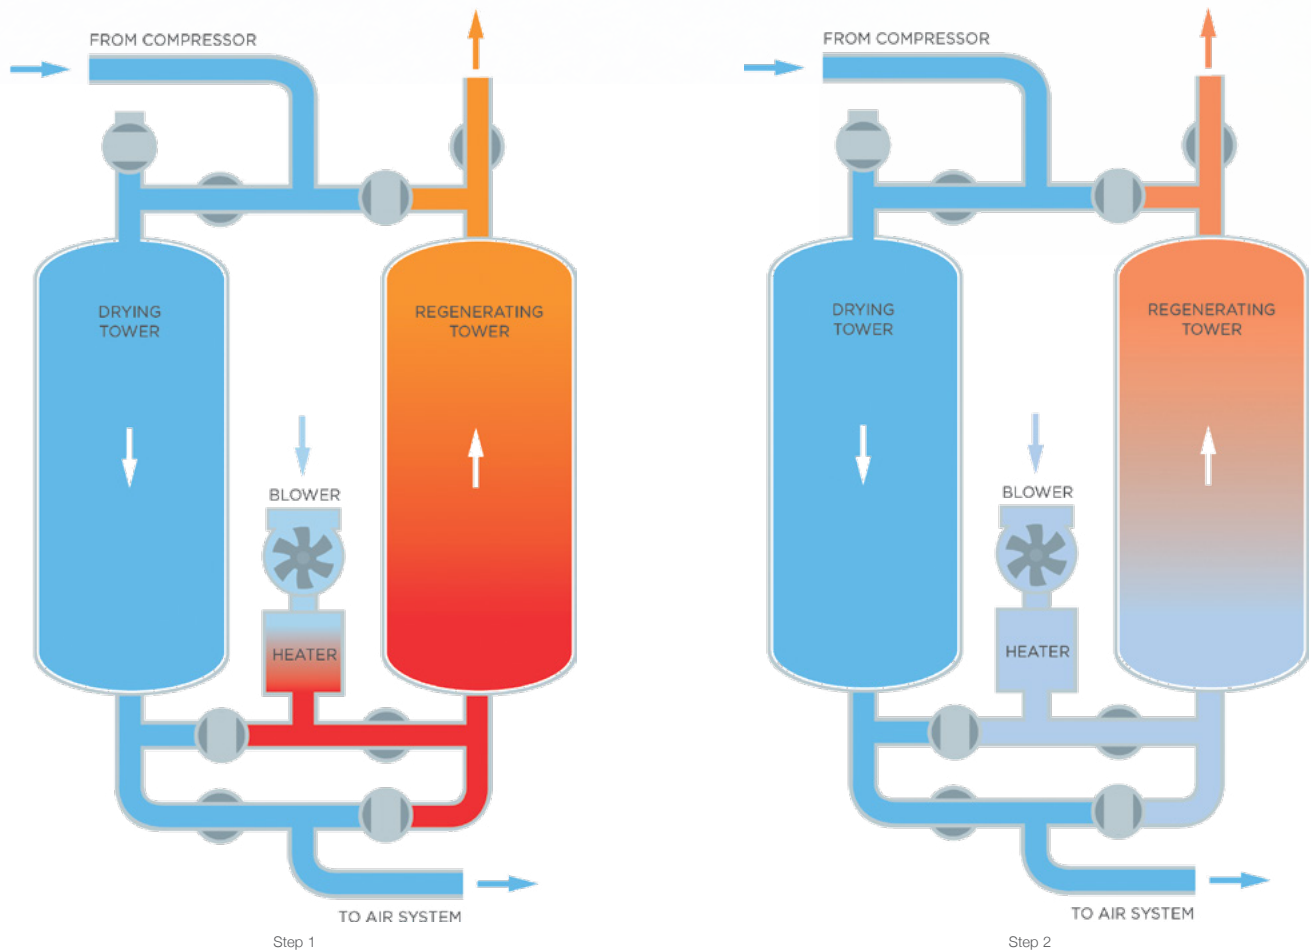 FROM COMPRESSOR
DRYING
TOWER
REGENERATING
TOWER
BLOWER
HEATER
TO AIR SYSTEM
Step 1
FROM COMPRESSOR
DRYING
TOWER
REGENERATING
TOWER
BLOWER
HEATER
TO AIR SYSTEM
Step 2